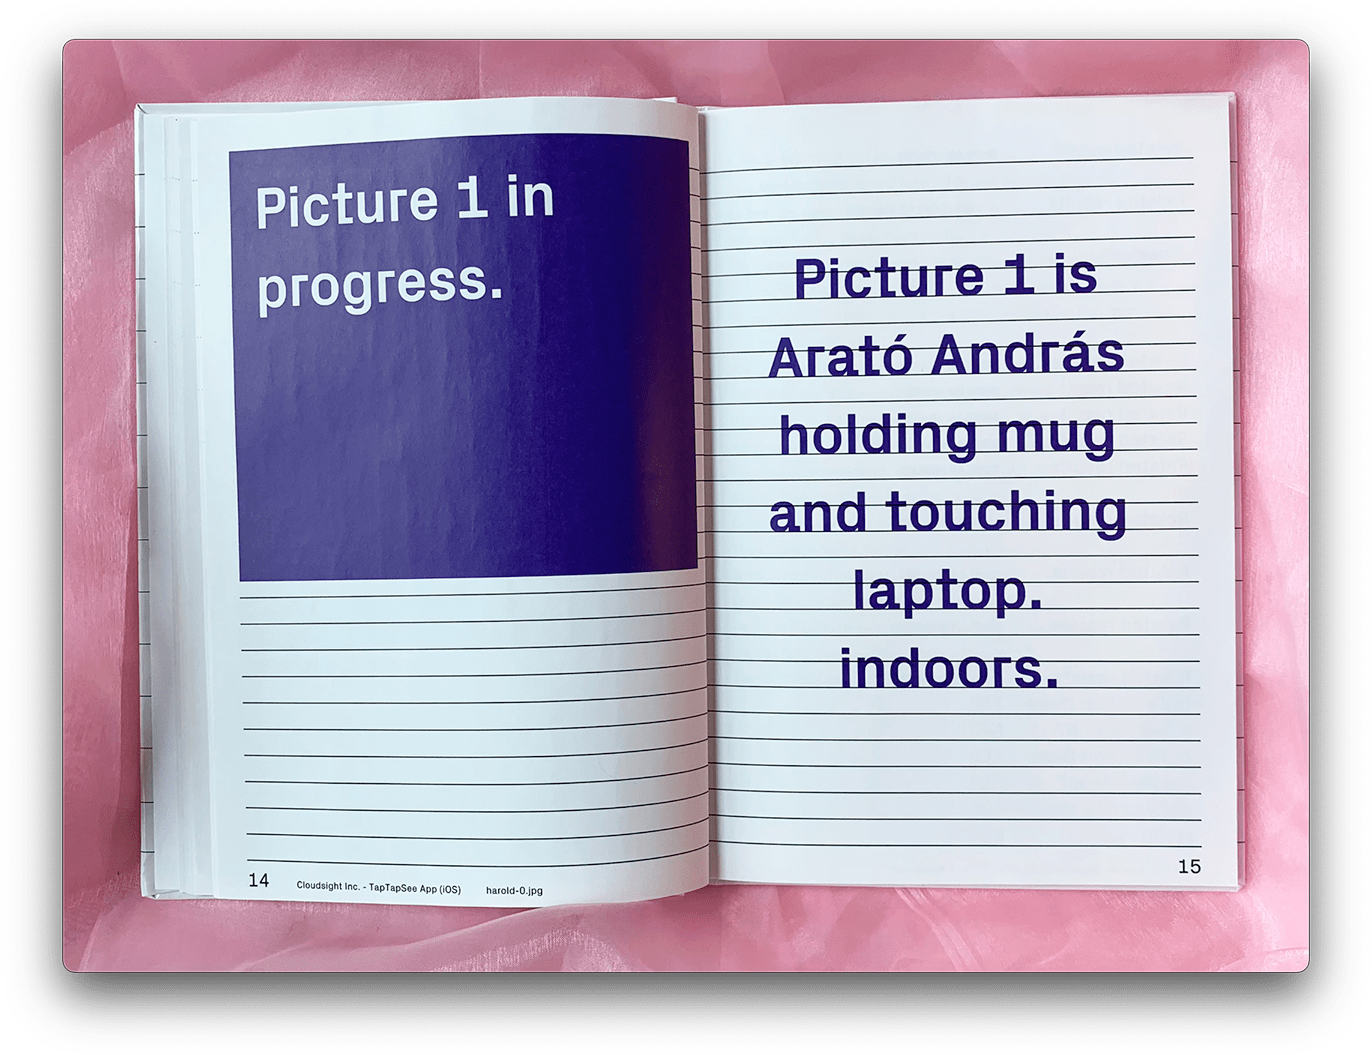 Picture 1 in
progress.
14
Cloudsight Inc. - TapTapSee App (iOS) harold-0.jpg
Picture 1 is
Arató András
holding mug
and touching
laptop.
indoors.
15